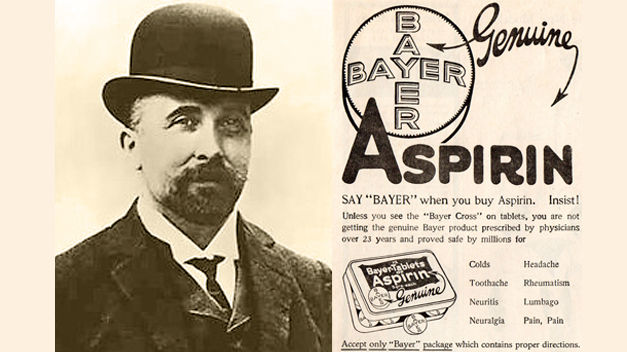 BAYER
BAYER
Genuine
ASPIRIN
SAY "BAYER" when you buy Aspirin. Insist!
Unless you see the "Bayer Cross" on tablets, you are not
getting the genuine Bayer product prescribed by physicians
over 23 years and proved safe by millions for
Colds Headache
Toothache Rheumatism
Neuritis Lumbago
Neuralgia Pain, Pain
Bayer-Tablets
Aspirin
Genuine
BAYER
Accept only "Bayer" package which contains proper directions.